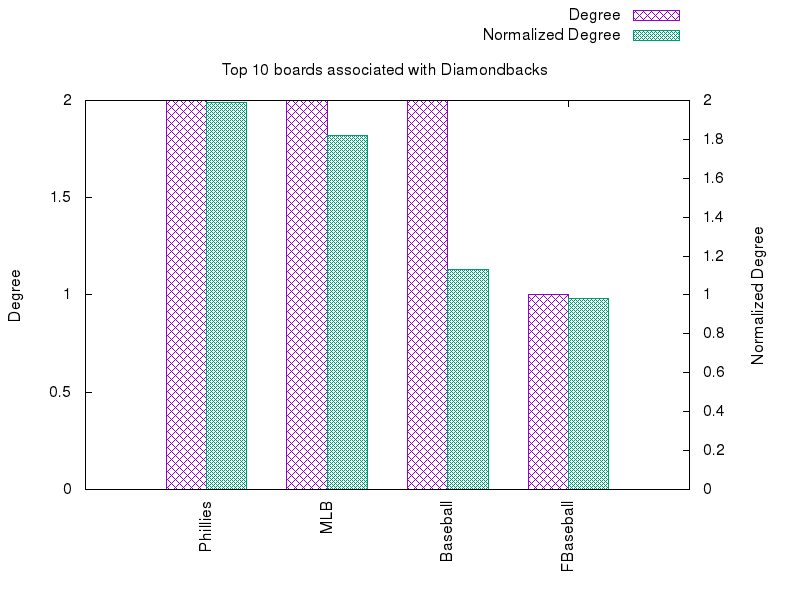 Degree
Normalized Degree
Top 10 boards associated with Diamondbacks
2
1.5
1
0.5
0
Degree
2
1.8
1.6
1.4
1.2
1
0.8
0.6
0.4
0.2
0
Normalized Degree
Phillies
MLB
Baseball
FBaseball